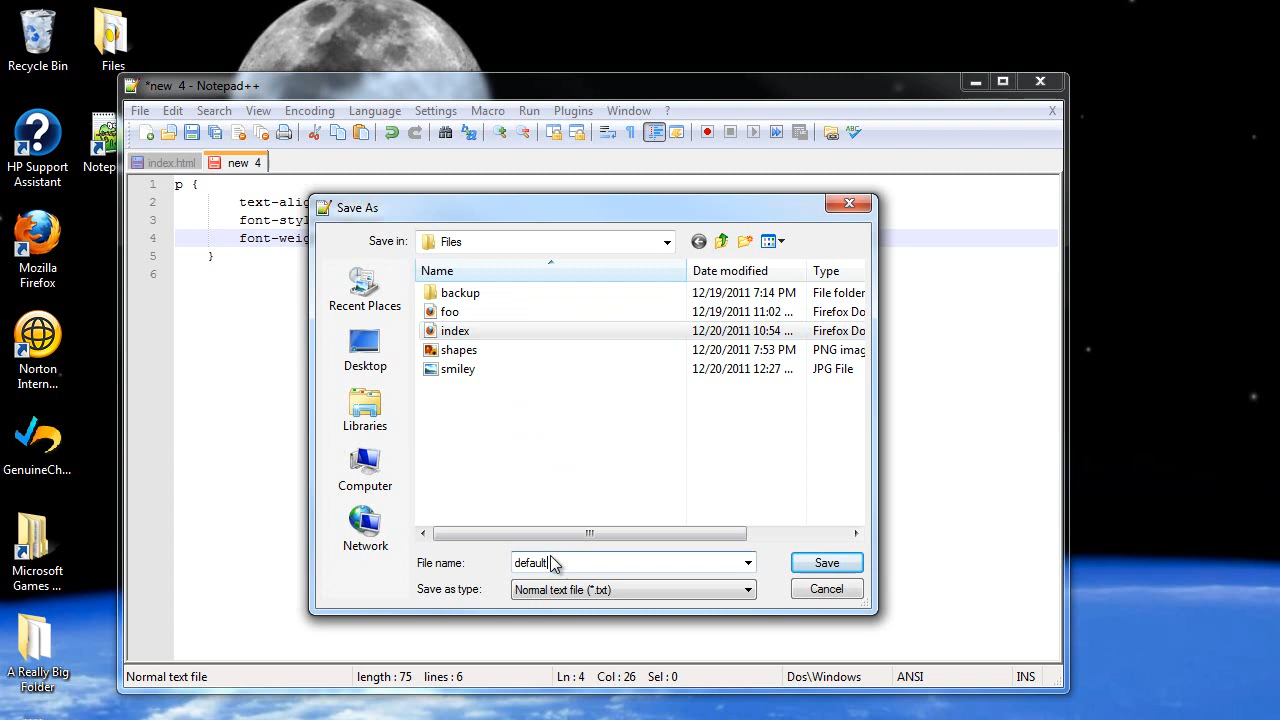 Recycle Bin
Files
HP Support
Assistant
Notep
Mozilla
Firefox
Norton
Intern...
GenuineCh...
Microsoft
Games ...
A Really Big
Folder
*new 4 - Notepad++
File Edit Search View Encoding Language Settings Macro Run Plugins Window ? X
index.html new 4
1 p {
2 text-alig
3 font-styl
4 font-weig
5 }
6
Save As
Save in: Files
Name Date modified Type
backup 12/19/2011 7:14 PM File folder
foo 12/19/2011 11:02 ... Firefox Do
index 12/20/2011 10:54 ... Firefox Do
shapes 12/20/2011 7:53 PM PNG imag
smiley 12/20/2011 12:27 ... JPG File
Recent Places
Desktop
Libraries
Computer
Network
File name: default Save
Save as type: Normal text file (*.txt) Cancel
Normal text file length : 75 lines : 6 Ln : 4 Col : 26 Sel : 0 Dos\Windows ANSI INS